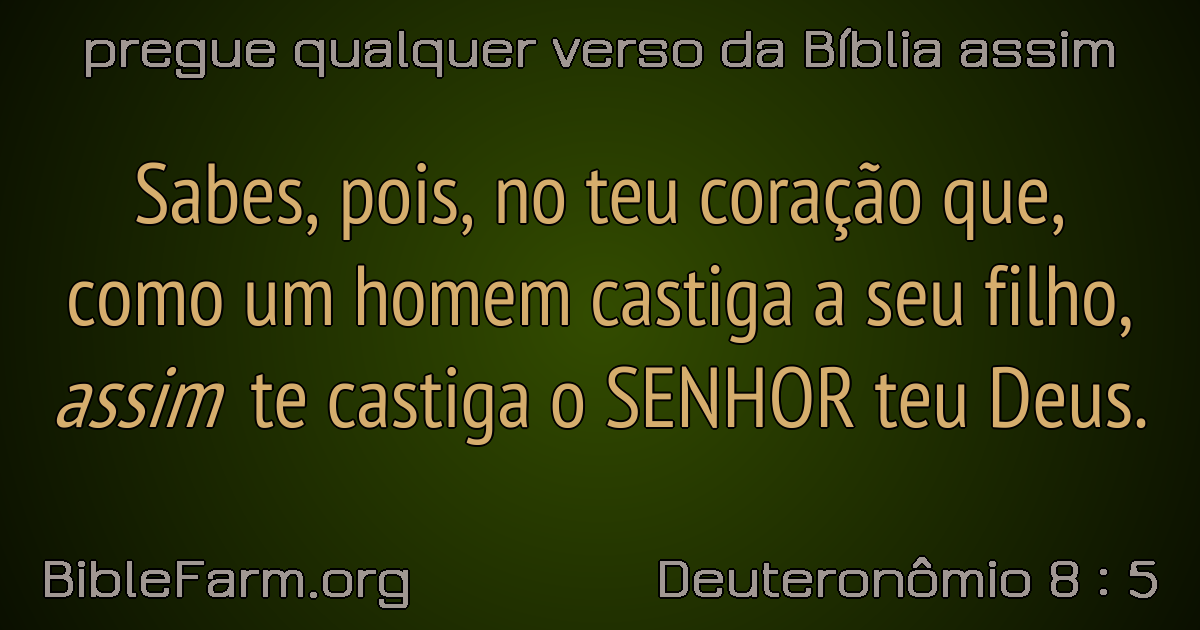 pregue qualquer verso da Bíblia assim
Sabes, pois, no teu coração que,
como um homem castiga a seu filho,
assim te castiga o SENHOR teu Deus.
BibleFarm.org
Deuteronômio 8 : 5